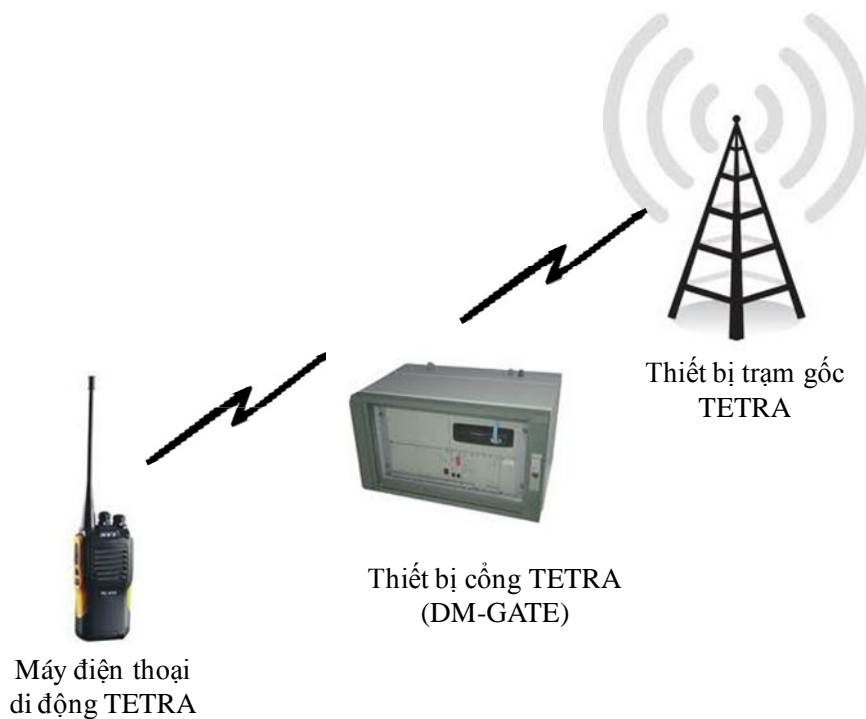 Thiết bị trạm gốc
TETRA
Thiết bị cổng TETRA
(DM-GATE)
Máy điện thoại
di động TETRA